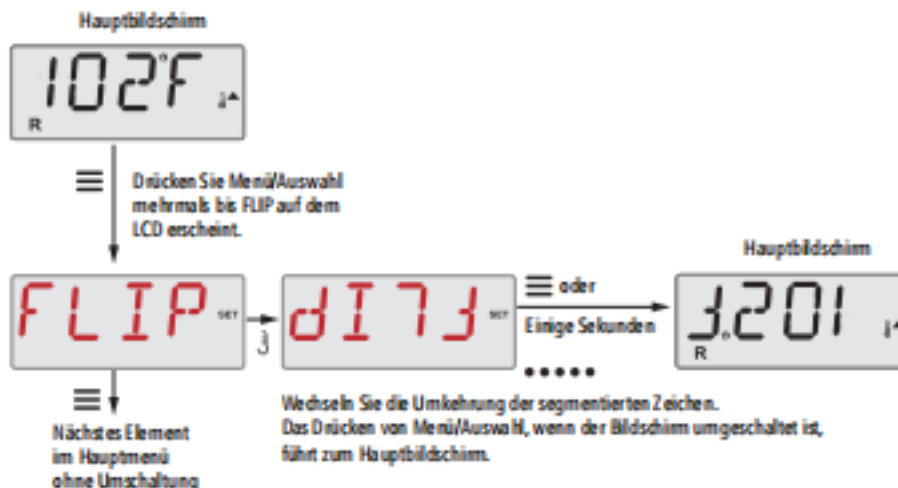 Hauptbildschirm
102°F
R
Drücken Sie Menü/Auswahl
mehrmals bis FLIP auf dem
LCD erscheint.
Hauptbildschirm
FLIP SET
SET
oder
Einige Sekunden
R
Wechseln Sie die Umkehrung der segmentierten Zeichen.
Das Drücken von Menü/Auswahl, wenn der Bildschirm umgeschaltet ist,
führt zum Hauptbildschirm.
Nächstes Element
im Hauptmenü
ohne Umschaltung